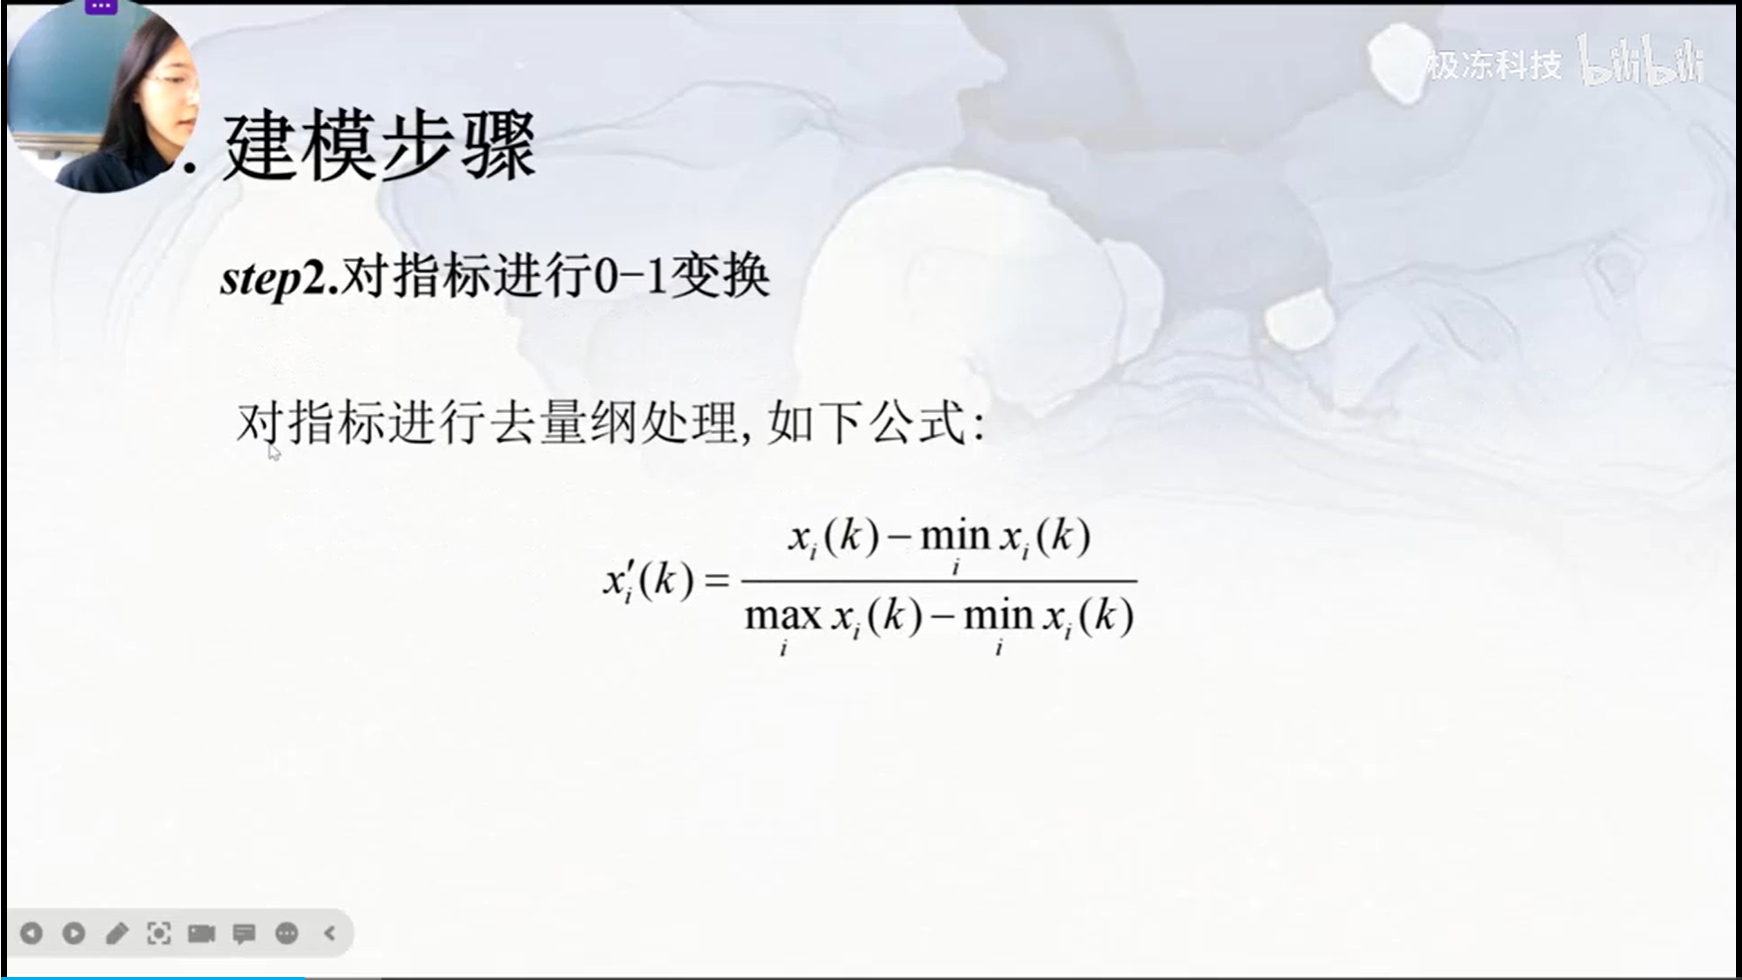 极冻科技 bilibili
. 建模步骤
step2.对指标进行0-1变换
对指标进行去量纲处理,如下公式:
x_i'(k) = \frac{x_i(k) - \min_i x_i(k)}{\max_i x_i(k) - \min_i x_i(k)}